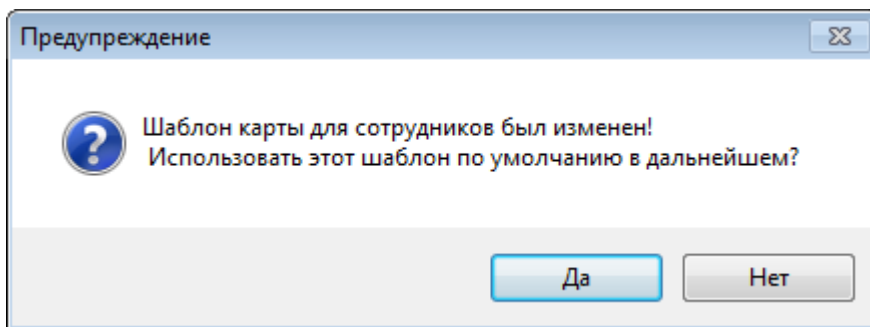 Предупреждение
Шаблон карты для сотрудников был изменен!
Использовать этот шаблон по умолчанию в дальнейшем?
Да
Нет